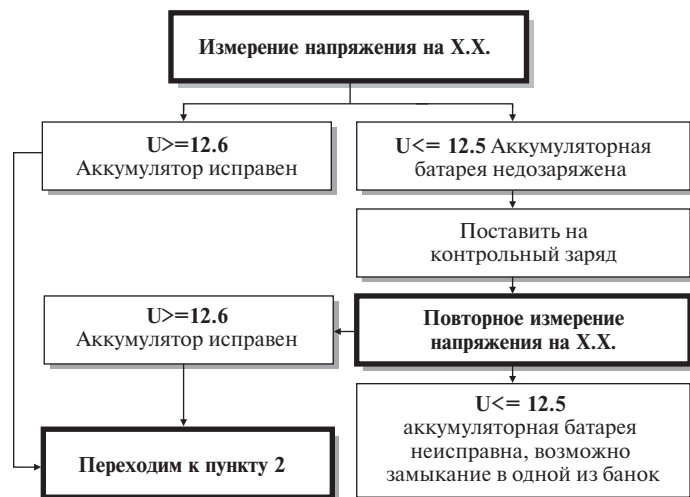 Измерение напряжения на Х.Х.
U>=12.6
Аккумулятор исправен
U<= 12.5 Аккумуляторная
батарея недозаряжена
Поставить на
контрольный заряд
U>=12.6
Аккумулятор исправен
Повторное измерение
напряжения на Х.Х.
U<= 12.5
аккумуляторная батарея
неисправна, возможно
замыкание в одной из банок
Переходим к пункту 2